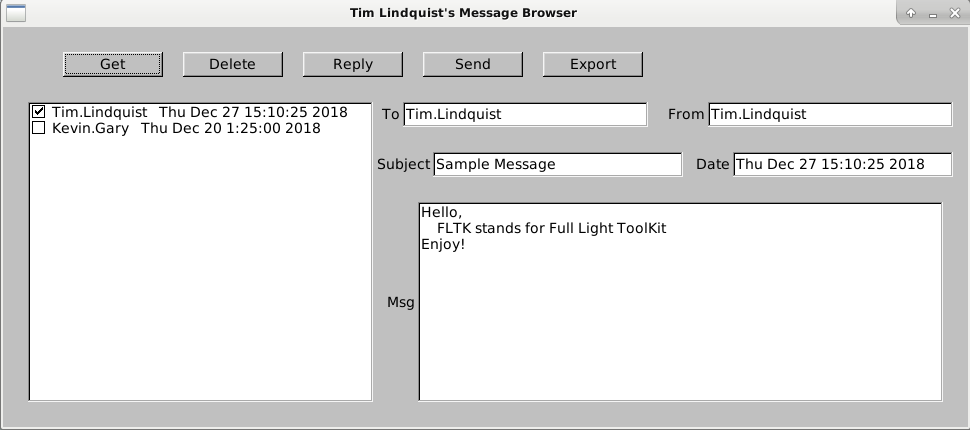 Tim Lindquist's Message Browser
Get Delete Reply Send Export
Tim.Lindquist Thu Dec 27 15:10:25 2018
Kevin.Gary Thu Dec 20 1:25:00 2018
To Tim.Lindquist From Tim.Lindquist
Subject Sample Message Date Thu Dec 27 15:10:25 2018
Msg
Hello,
FLTK stands for Full Light ToolKit
Enjoy!